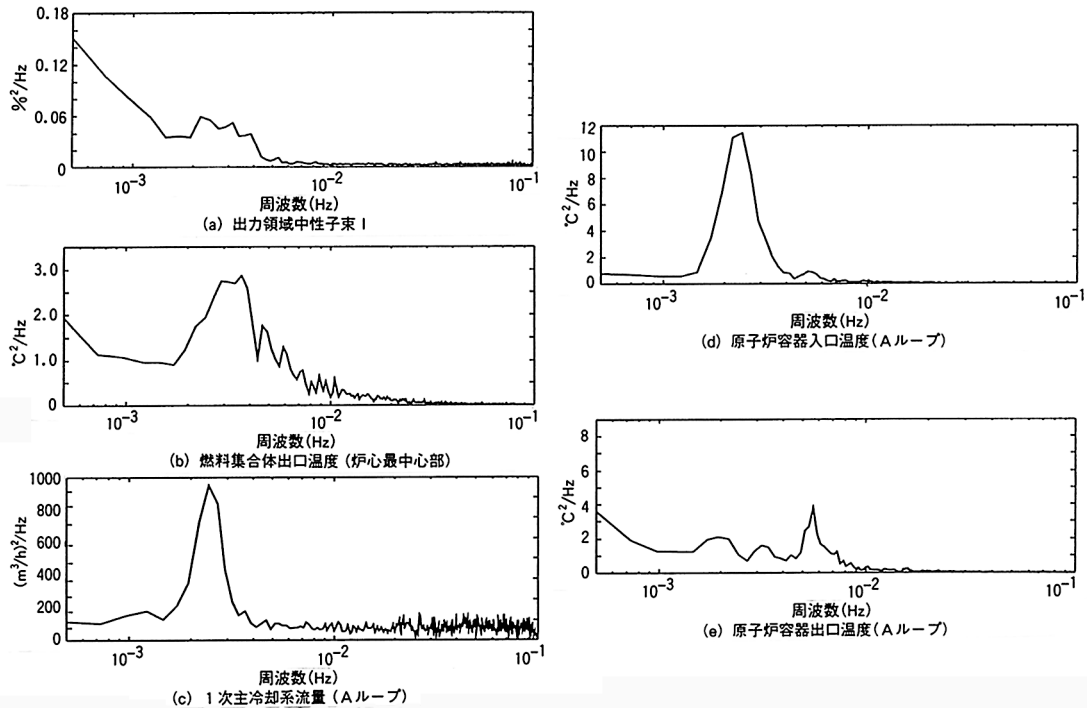 0.18
0.12
0.06
0
%²/Hz
10⁻³
10⁻²
10⁻¹
周波数(Hz)
(a) 出力領域中性子束 I
3.0
2.0
1.0
0
℃²/Hz
10⁻³
10⁻²
10⁻¹
周波数(Hz)
(b) 燃料集合体出口温度 (炉心最中心部)
1000
800
600
400
200
0
(m³/h)²/Hz
10⁻³
10⁻²
10⁻¹
周波数(Hz)
(c) 1次主冷却系流量 (Aループ)
12
10
8
6
4
2
0
℃²/Hz
10⁻³
10⁻²
10⁻¹
周波数(Hz)
(d) 原子炉容器入口温度(Aループ)
8
6
4
2
0
℃²/Hz
10⁻³
10⁻²
10⁻¹
周波数(Hz)
(e) 原子炉容器出口温度(Aループ)